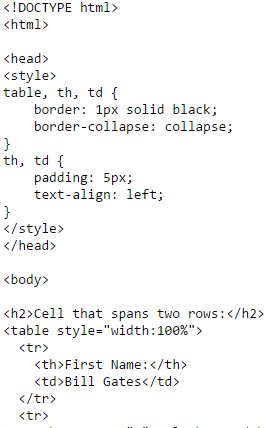 <!DOCTYPE html>
<html>
<head>
<style>
table, th, td {
    border: 1px solid black;
    border-collapse: collapse;
}
th, td {
    padding: 5px;
    text-align: left;
}
</style>
</head>
<body>
<h2>Cell that spans two rows:</h2>
<table style="width:100%">
  <tr>
    <th>First Name:</th>
    <td>Bill Gates</td>
  </tr>
  <tr>